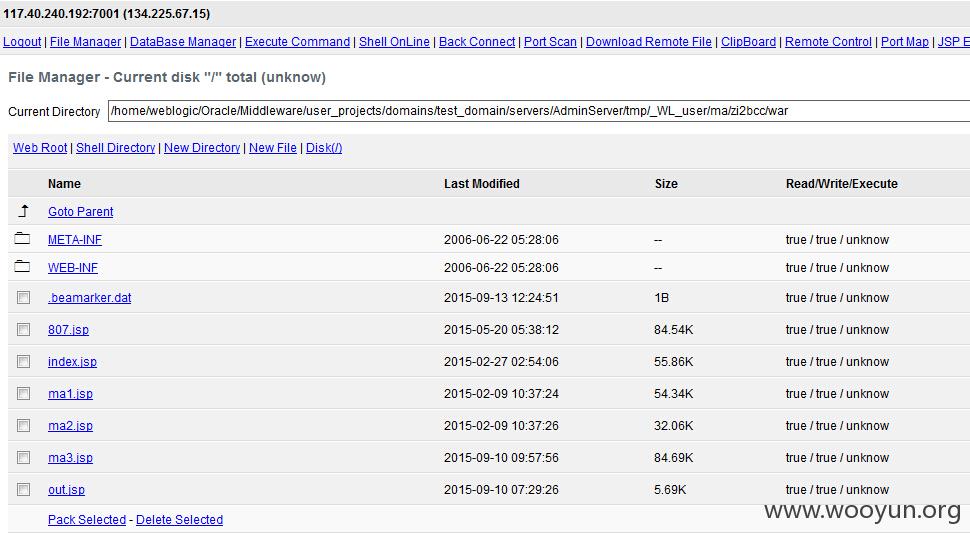 117.40.240.192:7001 (134.225.67.15)
Logout | File Manager | DataBase Manager | Execute Command | Shell OnLine | Back Connect | Port Scan | Download Remote File | ClipBoard | Remote Control | Port Map | JSP E
File Manager - Current disk "/" total (unknow)
Current Directory /home/weblogic/Oracle/Middleware/user_projects/domains/test_domain/servers/AdminServer/tmp/_WL_user/ma/zi2bcc/war
Web Root | Shell Directory | New Directory | New File | Disk(/)
Name Last Modified Size Read/Write/Execute
Goto Parent
META-INF 2006-06-22 05:28:06 -- true / true / unknow
WEB-INF 2006-06-22 05:28:06 -- true / true / unknow
.beamarker.dat 2015-09-13 12:24:51 1B true / true / unknow
807.jsp 2015-05-20 05:38:12 84.54K true / true / unknow
index.jsp 2015-02-27 02:54:06 55.86K true / true / unknow
ma1.jsp 2015-02-09 10:37:24 54.34K true / true / unknow
ma2.jsp 2015-02-09 10:37:26 32.06K true / true / unknow
ma3.jsp 2015-09-10 09:57:56 84.69K true / true / unknow
out.jsp 2015-09-10 07:29:26 5.69K true / true / unknow
Pack Selected - Delete Selected
www.wooyun.org